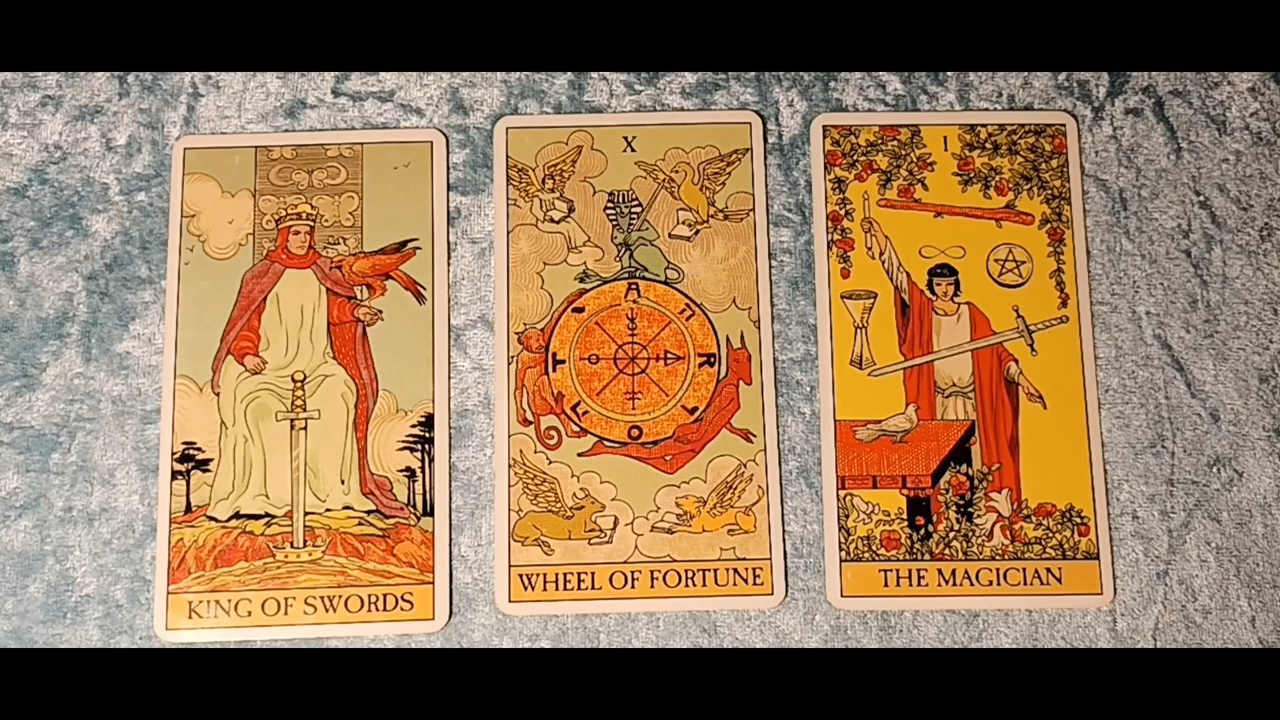 KING OF SWORDS
X
WHEEL OF FORTUNE
I
THE MAGICIAN